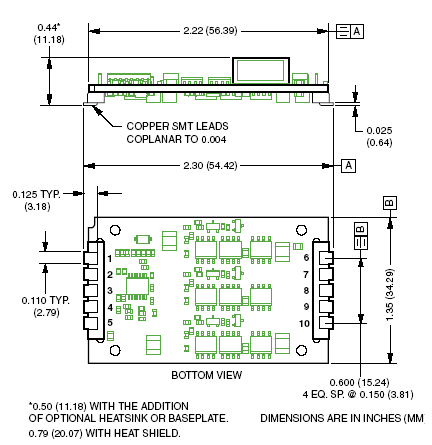 0.44*
(11.18)
2.22 (56.39)
A
COPPER SMT LEADS
COPLANAR TO 0.004
0.025
(0.64)
2.30 (54.42)
A
0.125 TYP.
(3.18)
B
B
1
2
3
4
5
6
7
8
9
10
0.110 TYP.
(2.79)
1.35 (34.29)
BOTTOM VIEW
0.600 (15.24)
4 EQ. SP. @ 0.150 (3.81)
*0.50 (11.18) WITH THE ADDITION
OF OPTIONAL HEATSINK OR BASEPLATE.
0.79 (20.07) WITH HEAT SHIELD.
DIMENSIONS ARE IN INCHES (MM